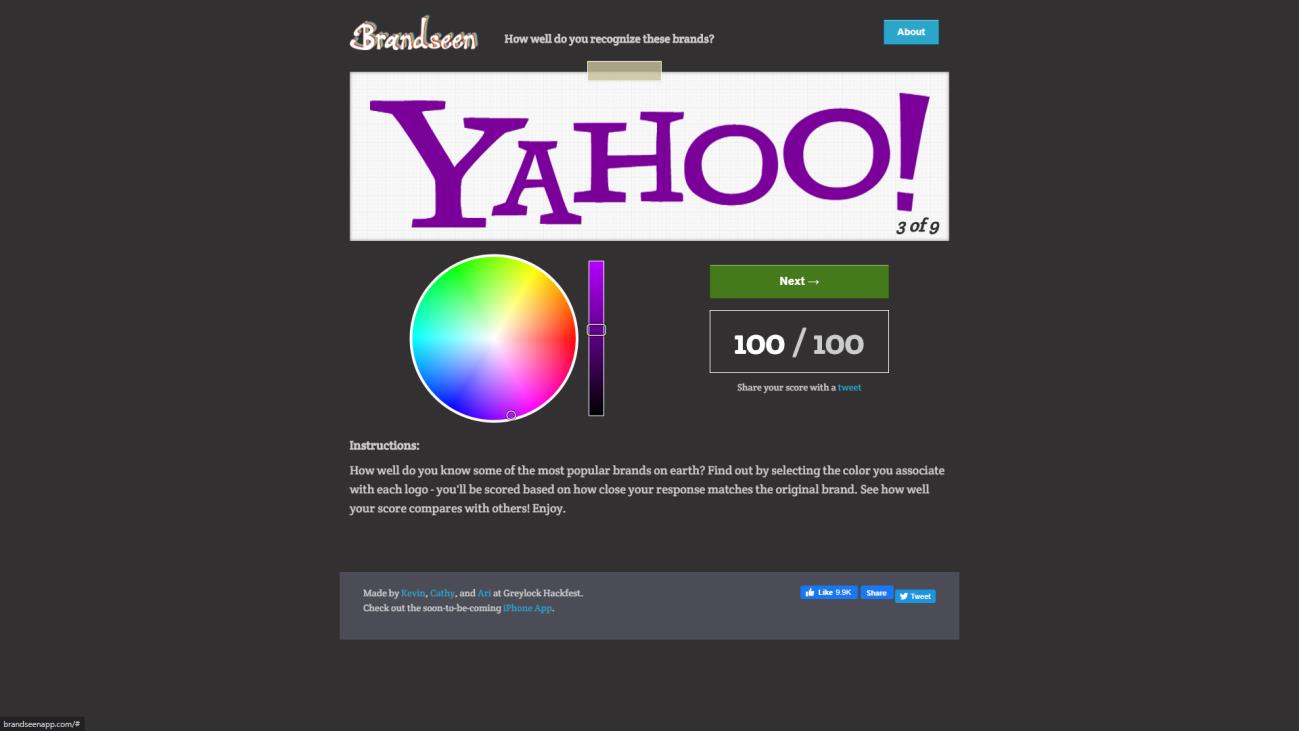 Brandseen
How well do you recognize these brands?
About
YAHOO!
3 of 9
Next →
100 / 100
Share your score with a tweet
Instructions:
How well do you know some of the most popular brands on earth? Find out by selecting the color you associate
with each logo - you'll be scored based on how close your response matches the original brand. See how well
your score compares with others! Enjoy.
Made by Kevin, Cathy, and Ari at Greylock Hackfest.
Check out the soon-to-be-coming iPhone App.
Like 9.9K
Share
Tweet
brandseenapp.com/#